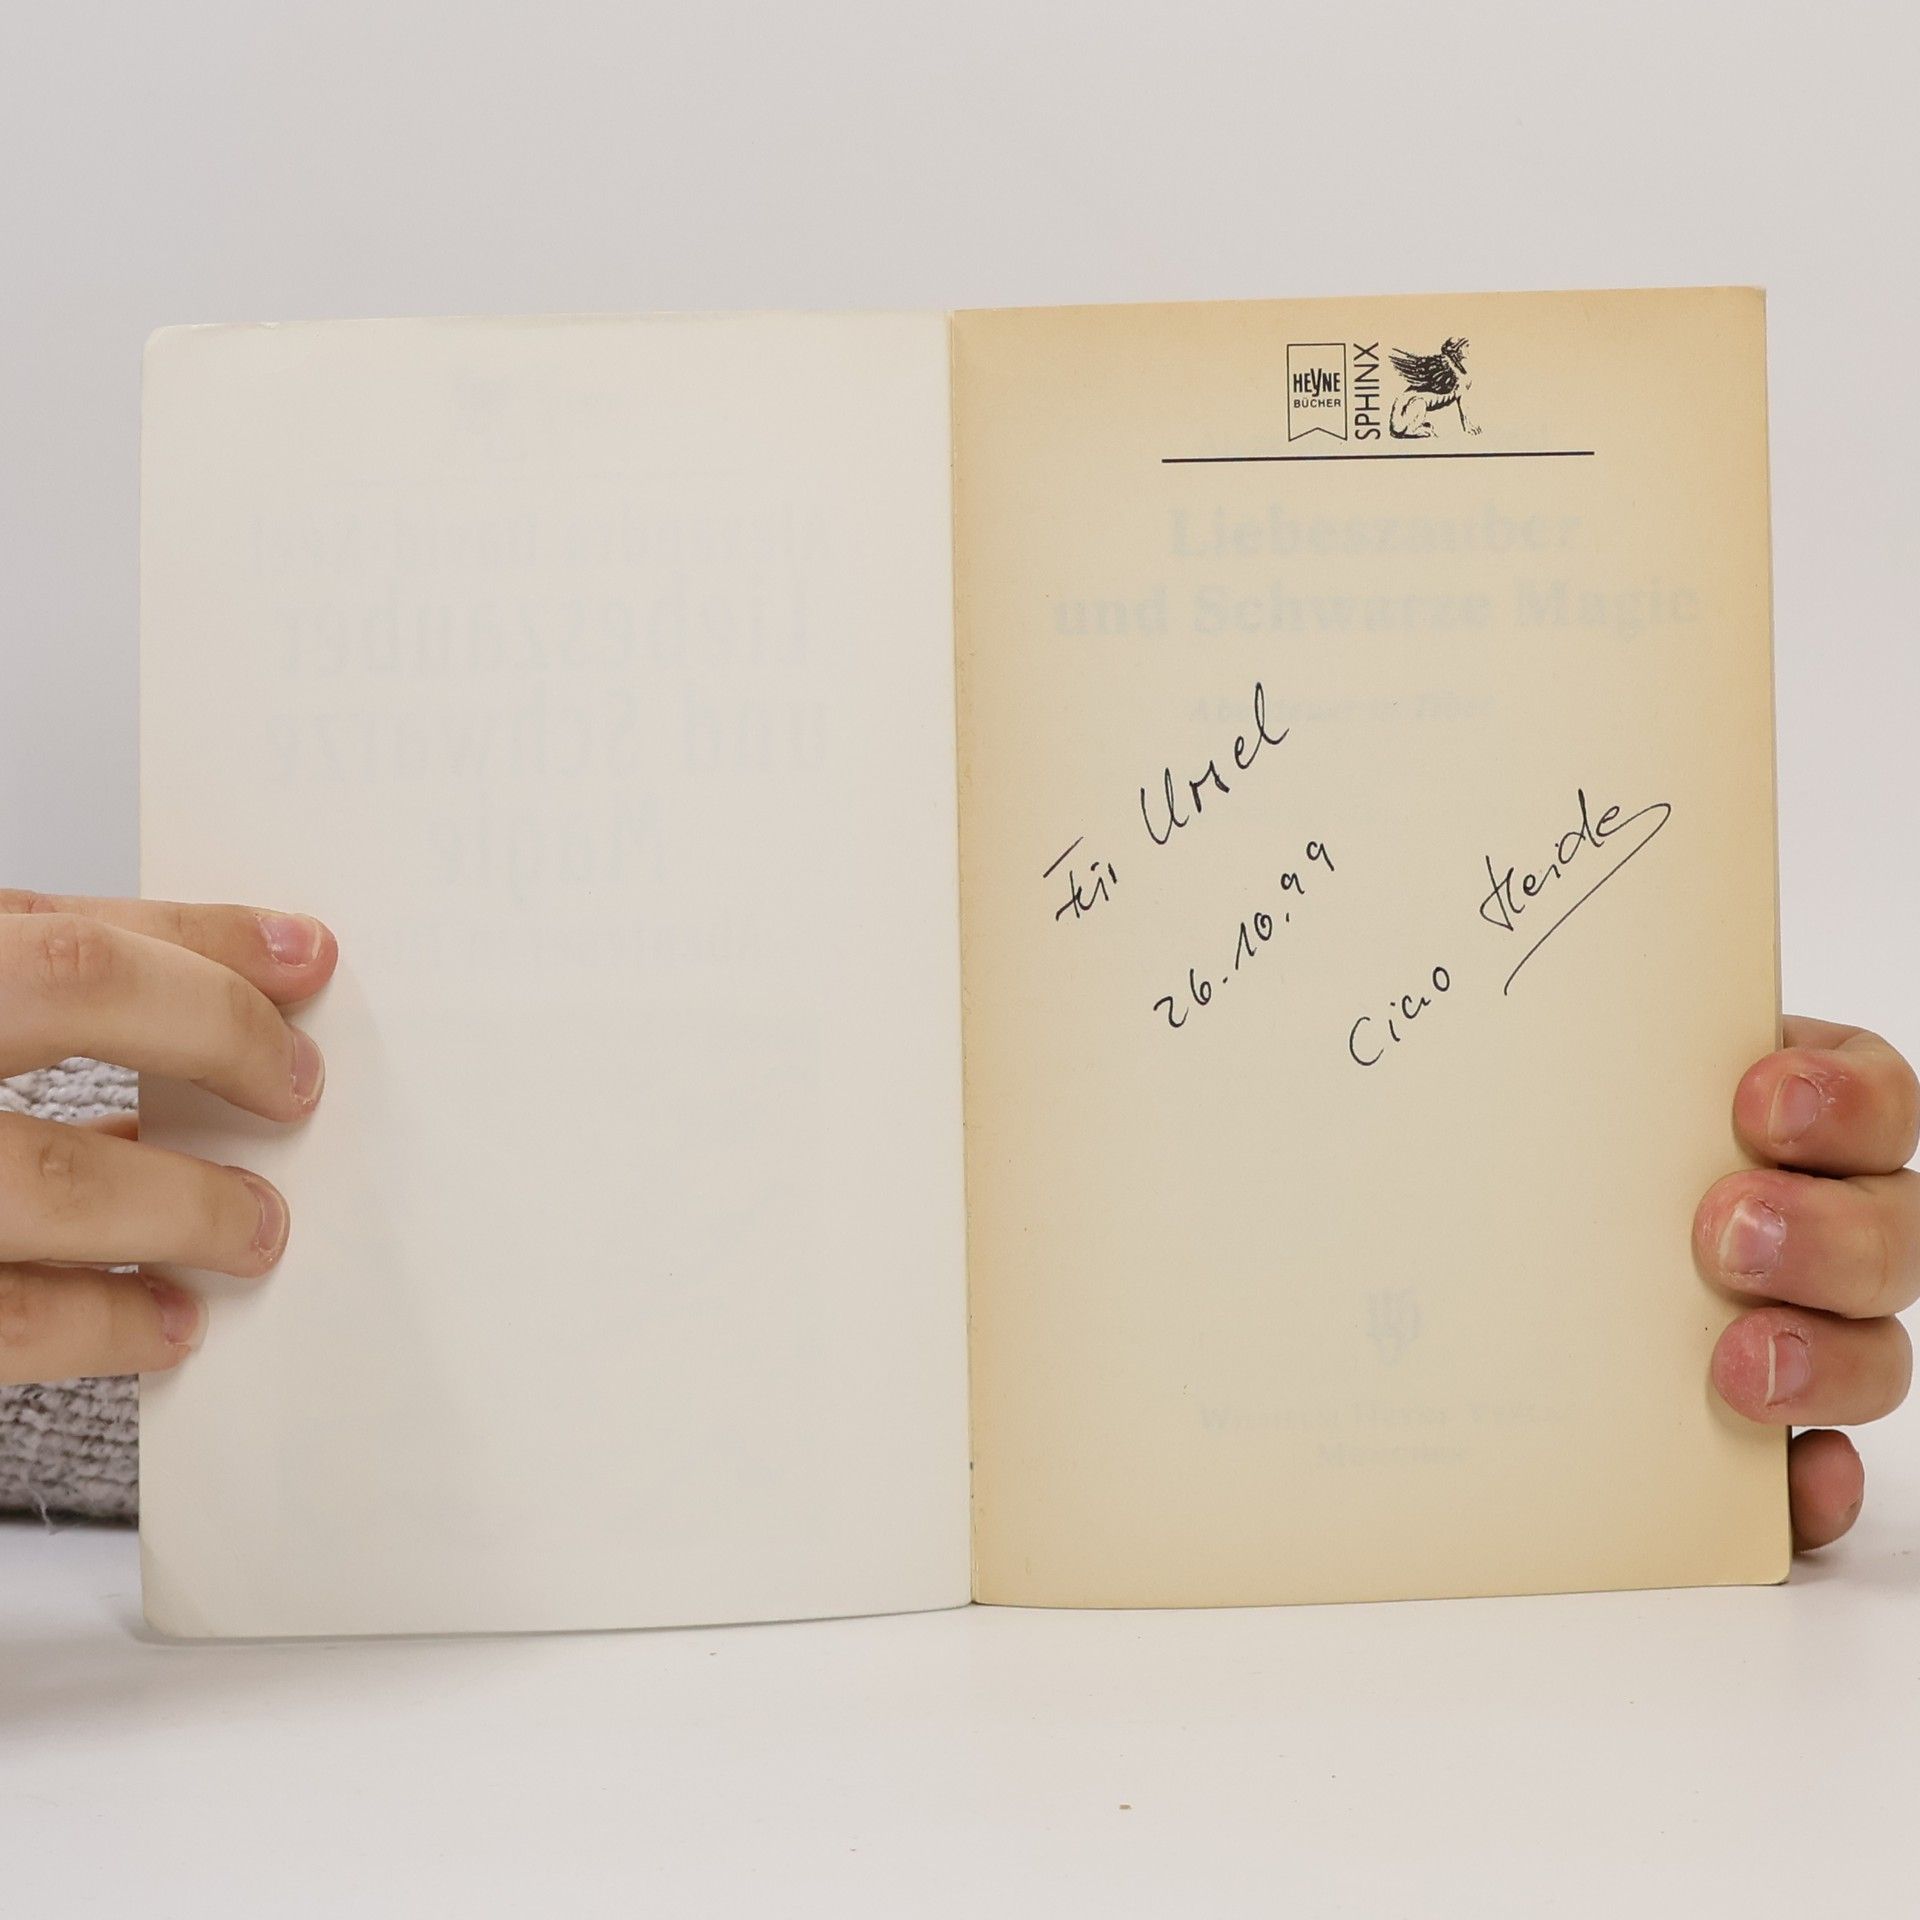 HEYNE
BÜCHER
SPHINX
Liebeszauber
und Schwarze Magie
Für Ursel
26.10.99
Ciao Heide